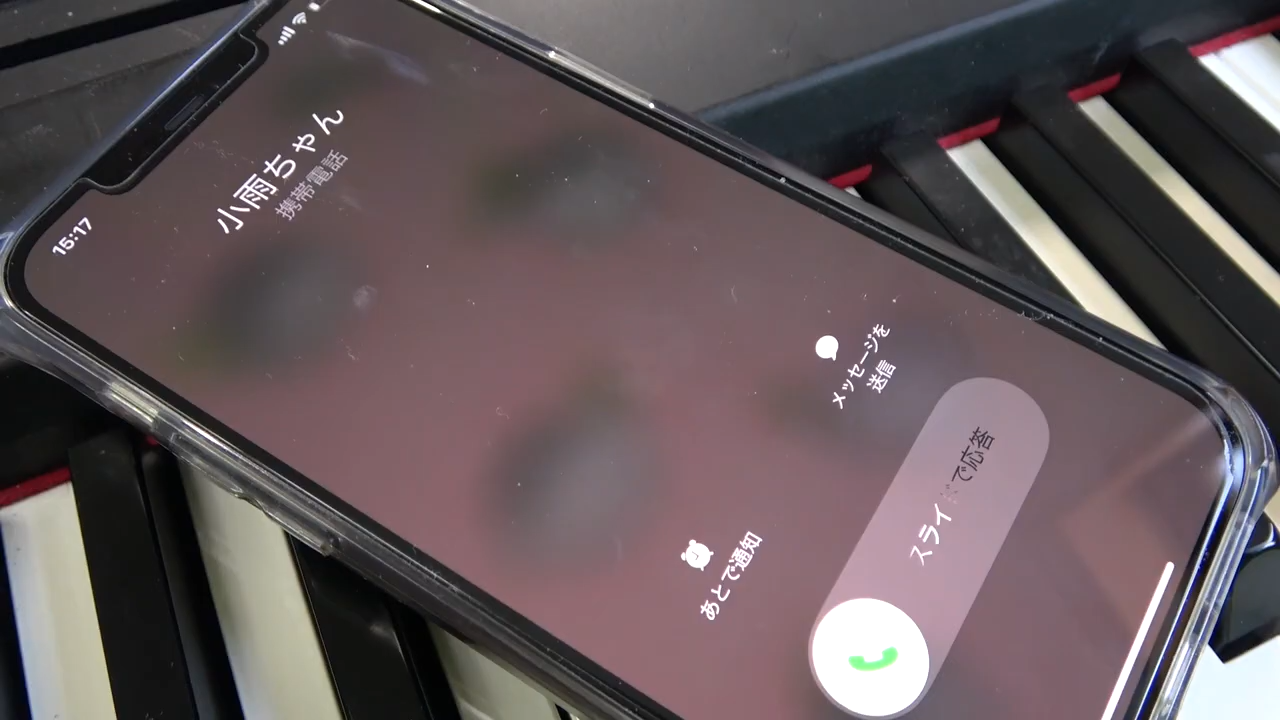 15:17
小雨ちゃん
携帯電話
メッセージを
送信
あとで通知
スライドで応答